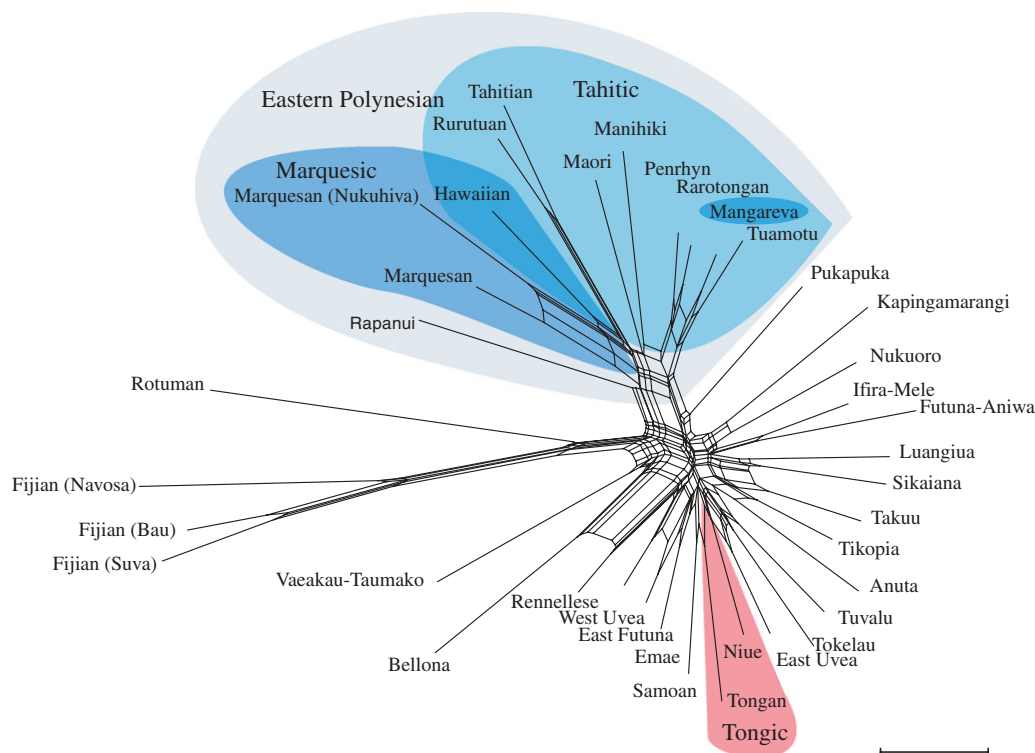 Tahitian
Tahitic
Eastern Polynesian
Rurutuan
Manihiki
Maori
Penrhyn
Marquesic
Rarotongan
Marquesan (Nukuhiva)
Hawaiian
Mangareva
Tuamotu
Marquesan
Pukapuka
Kapingamarangi
Rapanui
Nukuoro
Rotuman
Ifira-Mele
Futuna-Aniwa
Luangiua
Fijian (Navosa)
Sikaiana
Fijian (Bau)
Takuu
Tikopia
Fijian (Suva)
Vaeakau-Taumako
Anuta
Rennellese
West Uvea
Tuvalu
East Futuna
Tokelau
Bellona
Emae
Niue
East Uvea
Samoan
Tongan
Tongic